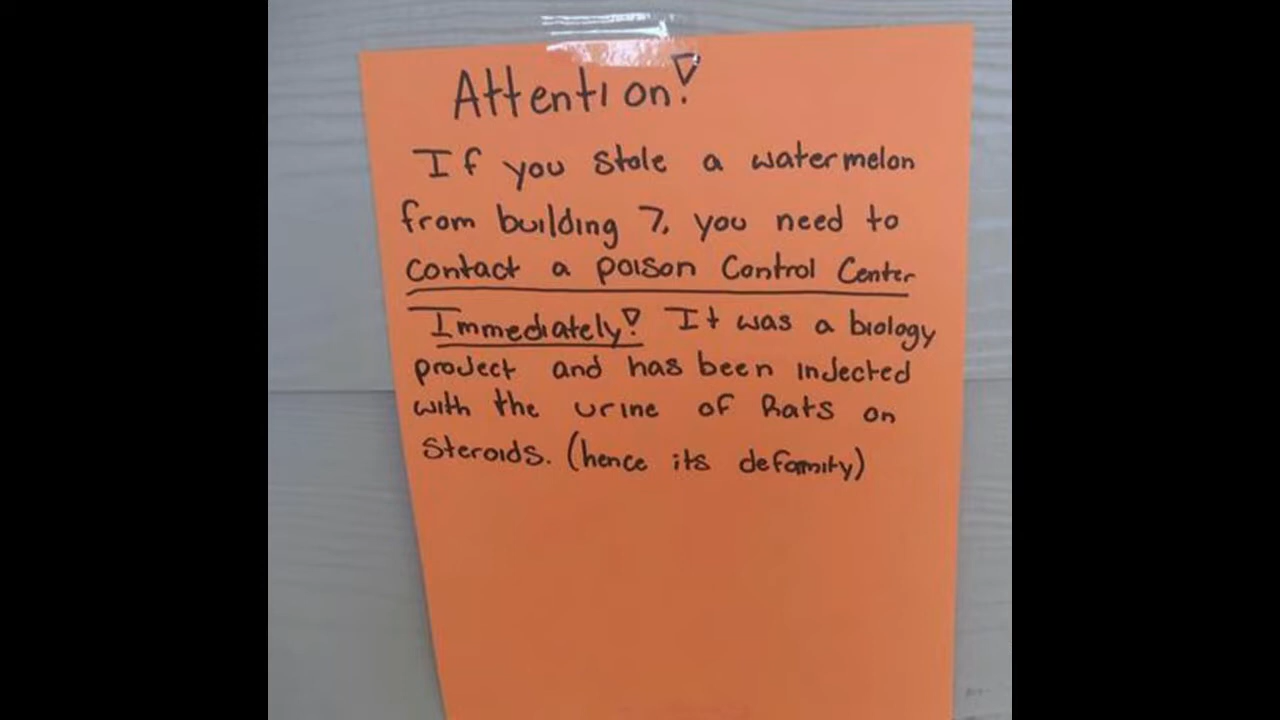 Attention!
If you stole a watermelon
from building 7, you need to
contact a poison Control Center
Immediately! It was a biology
project and has been injected
with the urine of Rats on
Steroids. (hence its defamity)